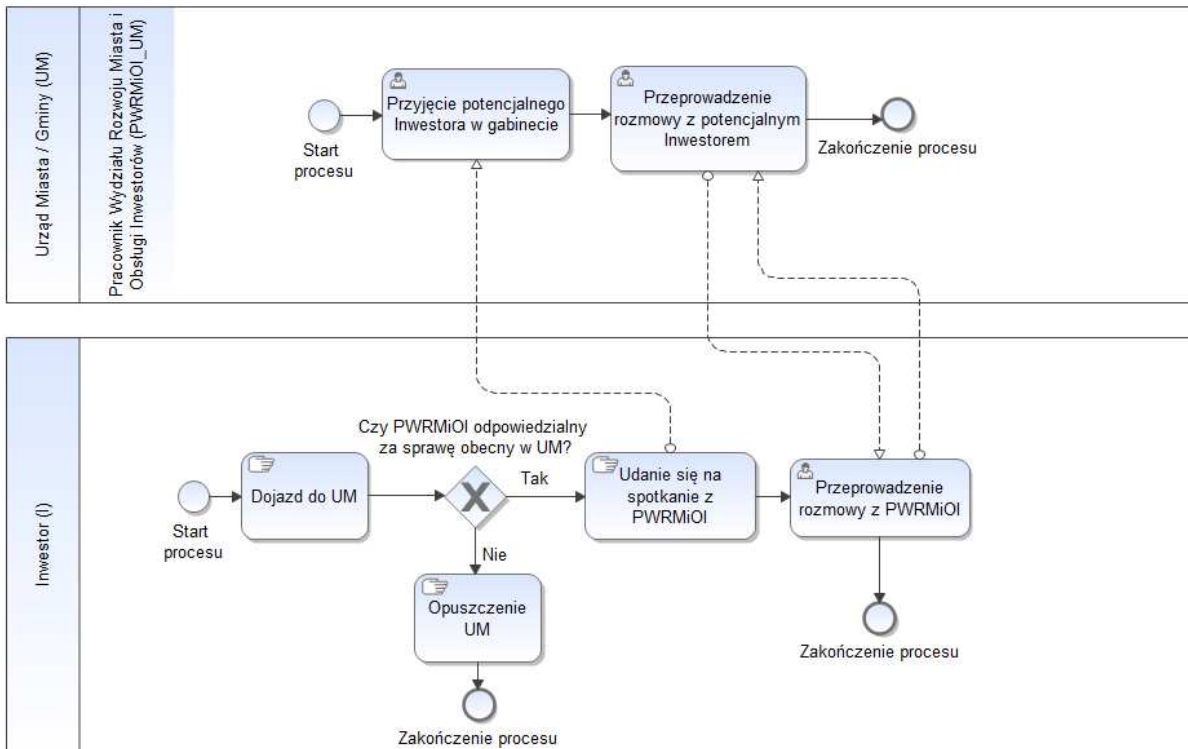 Urząd Miasta / Gminy (UM)
Pracownik Wydziału Rozwoju Miasta i
Obsługi Inwestorów (PWRMiOI_UM)
Start
procesu
Przyjęcie potencjalnego
Inwestora w gabinecie
Przeprowadzenie
rozmowy z potencjalnym
Inwestorem
Zakończenie procesu
Inwestor (I)
Start
procesu
Dojazd do UM
Czy PWRMiOI odpowiedzialny
za sprawę obecny w UM?
Tak
Nie
Udanie się na
spotkanie z
PWRMiOI
Przeprowadzenie
rozmowy z PWRMiOI
Zakończenie procesu
Opuszczenie
UM
Zakończenie procesu